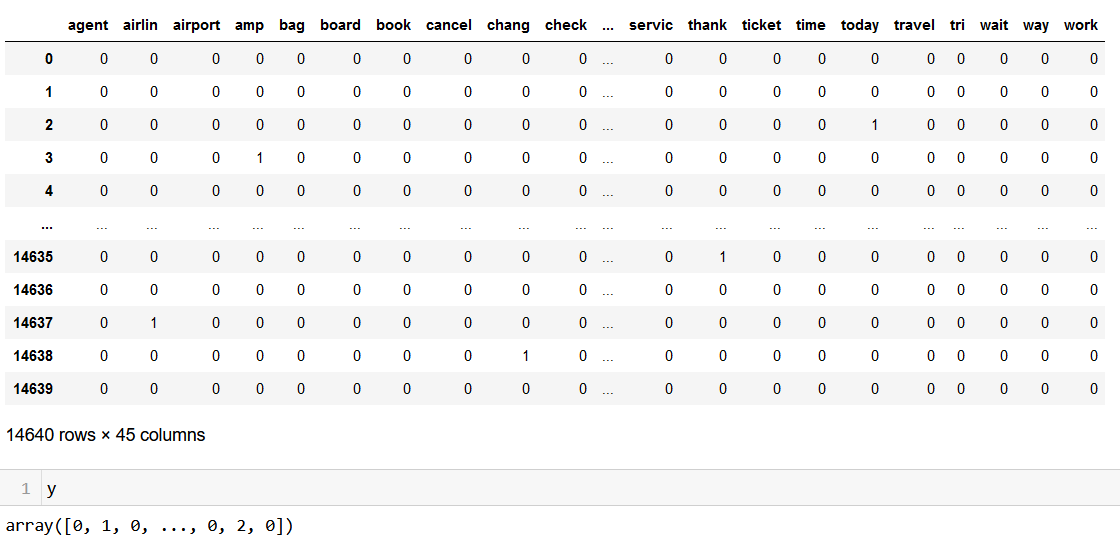 agent airlin airport amp bag board book cancel chang check ... servic thank ticket time today travel tri wait way work
0 0 0 0 0 0 0 0 0 0 0 ... 0 0 0 0 0 0 0 0 0 0
1 0 0 0 0 0 0 0 0 0 0 ... 0 0 0 0 0 0 0 0 0 0
2 0 0 0 0 0 0 0 0 0 0 ... 0 0 0 0 1 0 0 0 0 0
3 0 0 0 1 0 0 0 0 0 0 ... 0 0 0 0 0 0 0 0 0 0
4 0 0 0 0 0 0 0 0 0 0 ... 0 0 0 0 0 0 0 0 0 0
... ... ... ... ... ... ... ... ... ... ... ... ... ... ... ... ... ... ... ... ... ...
14635 0 0 0 0 0 0 0 0 0 0 ... 0 1 0 0 0 0 0 0 0 0
14636 0 0 0 0 0 0 0 0 0 0 ... 0 0 0 0 0 0 0 0 0 0
14637 0 1 0 0 0 0 0 0 0 0 ... 0 0 0 0 0 0 0 0 0 0
14638 0 0 0 0 0 0 0 0 1 0 ... 0 0 0 0 0 0 0 0 0 0
14639 0 0 0 0 0 0 0 0 0 0 ... 0 0 0 0 0 0 0 0 0 0
14640 rows × 45 columns
1 y
array([0, 1, 0, ..., 0, 2, 0])